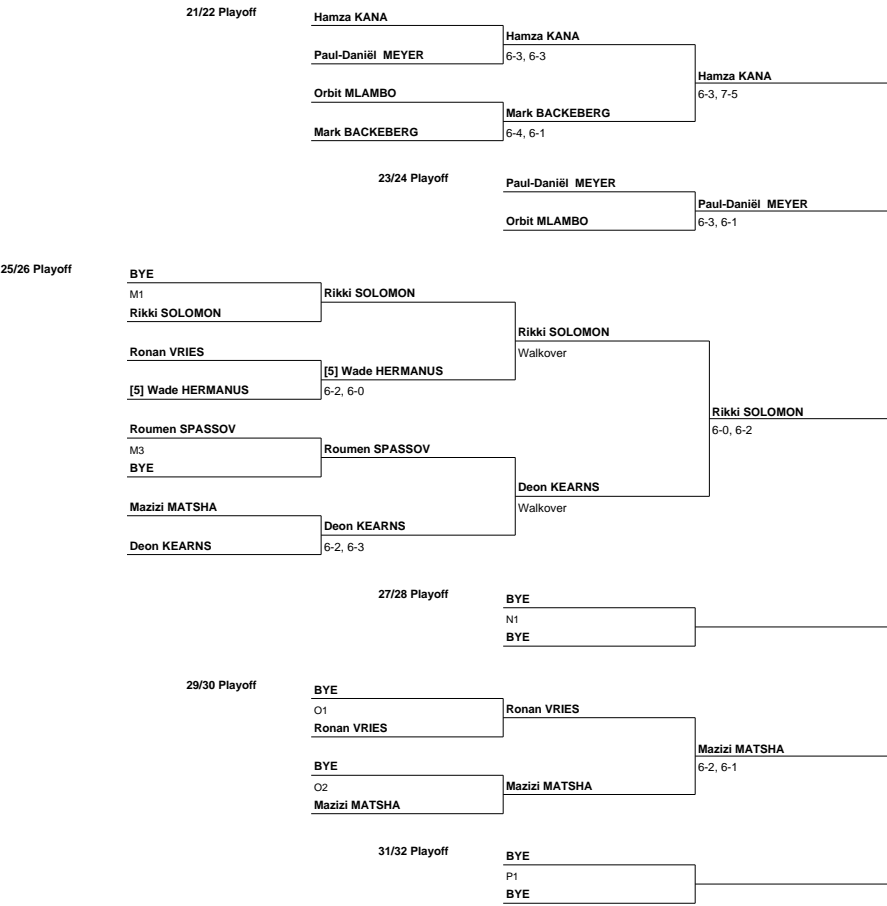 21/22 Playoff
Hamza KANA
Hamza KANA
Paul-Daniël MEYER
6-3, 6-3
Hamza KANA
6-3, 7-5
Orbit MLAMBO
Mark BACKEBERG
Mark BACKEBERG
6-4, 6-1
23/24 Playoff
Paul-Daniël MEYER
Paul-Daniël MEYER
Orbit MLAMBO
6-3, 6-1
25/26 Playoff
BYE
M1
Rikki SOLOMON
Rikki SOLOMON
Rikki SOLOMON
Walkover
Ronan VRIES
[5] Wade HERMANUS
[5] Wade HERMANUS
6-2, 6-0
Rikki SOLOMON
6-0, 6-2
Roumen SPASSOV
M3
Roumen SPASSOV
BYE
Deon KEARNS
Walkover
Mazizi MATSHA
Deon KEARNS
Deon KEARNS
6-2, 6-3
27/28 Playoff
BYE
N1
BYE
29/30 Playoff
BYE
O1
Ronan VRIES
Ronan VRIES
Mazizi MATSHA
6-2, 6-1
BYE
O2
Mazizi MATSHA
Mazizi MATSHA
31/32 Playoff
BYE
P1
BYE